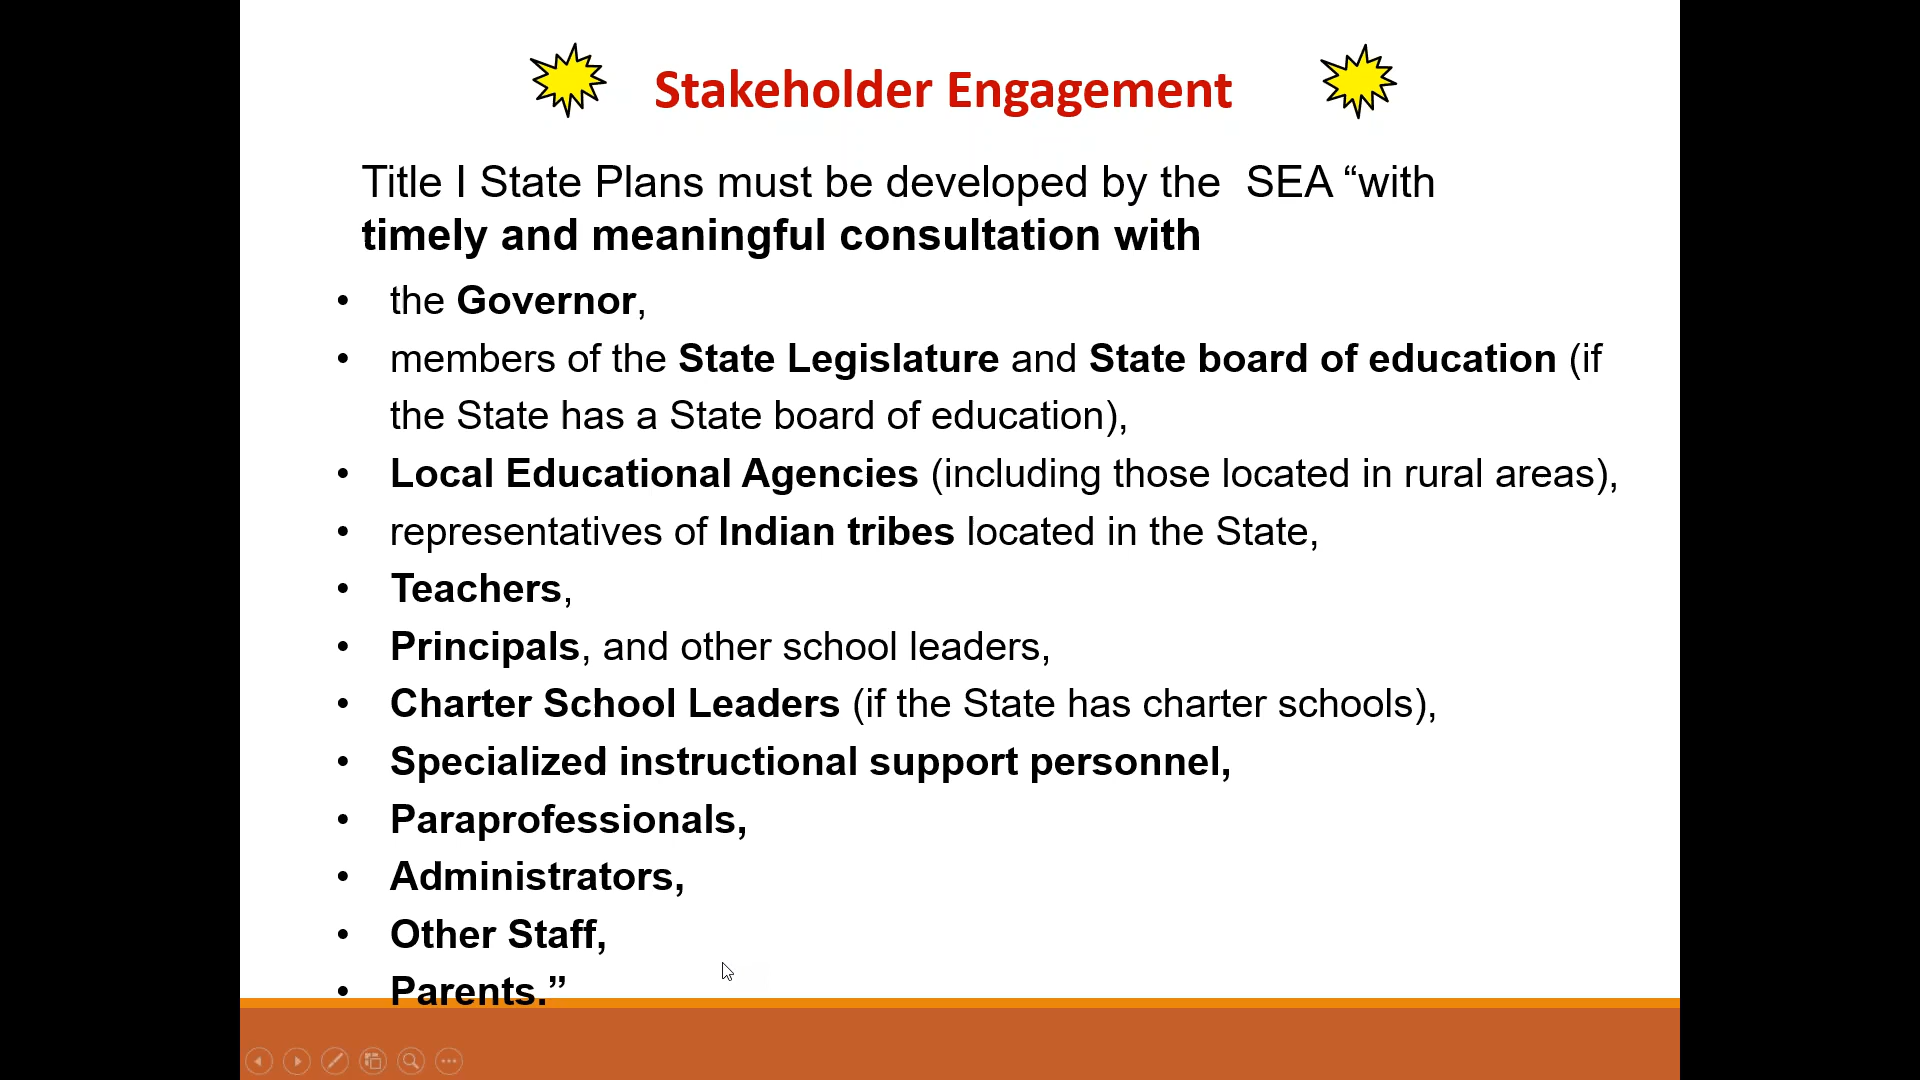 Stakeholder Engagement
Title I State Plans must be developed by the SEA “with
timely and meaningful consultation with
• the Governor,
• members of the State Legislature and State board of education (if
the State has a State board of education),
• Local Educational Agencies (including those located in rural areas),
• representatives of Indian tribes located in the State,
• Teachers,
• Principals, and other school leaders,
• Charter School Leaders (if the State has charter schools),
• Specialized instructional support personnel,
• Paraprofessionals,
• Administrators,
• Other Staff,
• Parents.”